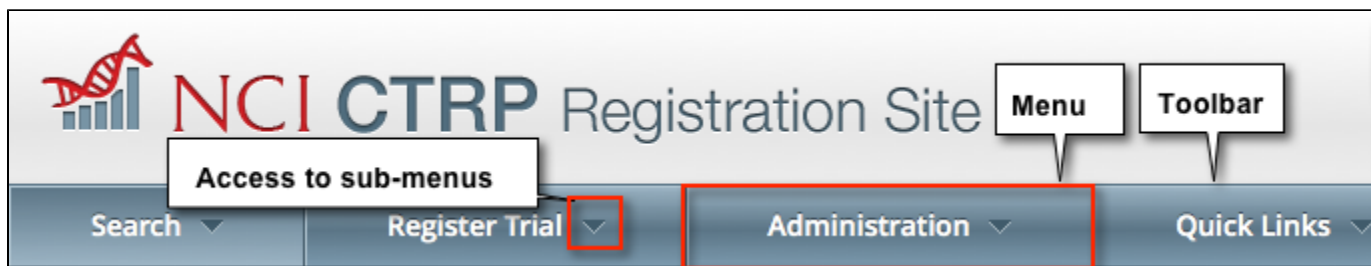 NCI CTRP Registration Site
Menu
Toolbar
Access to sub-menus
Search
Register Trial
Administration
Quick Links